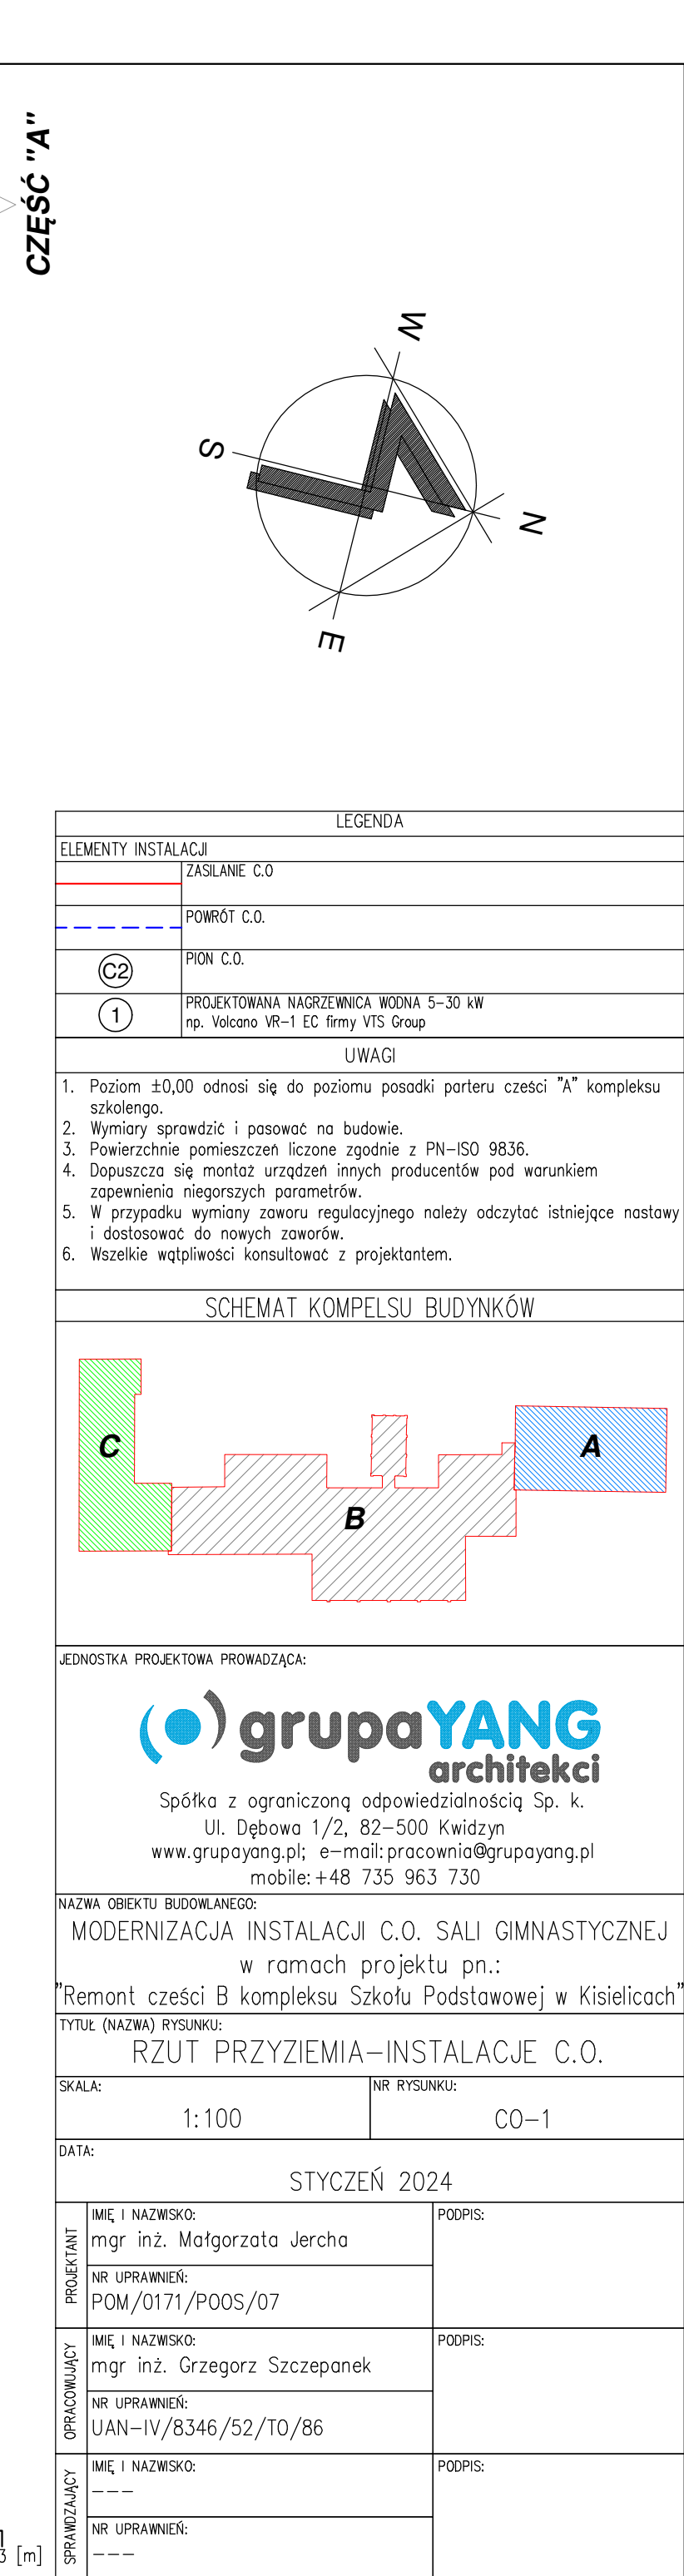 CZĘŚĆ "A"
W
S
N
E
LEGENDA
ELEMENTY INSTALACJI
ZASILANIE C.O
POWRÓT C.O.
C2
PION C.O.
1
PROJEKTOWANA NAGRZEWNICA WODNA 5-30 kW
np. Volcano VR-1 EC firmy VTS Group
UWAGI
1. Poziom ±0,00 odnosi się do poziomu posadki parteru cześci "A" kompleksu
szkolengo.
2. Wymiary sprawdzić i pasować na budowie.
3. Powierzchnie pomieszczeń liczone zgodnie z PN-ISO 9836.
4. Dopuszcza się montaż urządzeń innych producentów pod warunkiem
zapewnienia niegorszych parametrów.
5. W przypadku wymiany zaworu regulacyjnego należy odczytać istniejące nastawy
i dostosować do nowych zaworów.
6. Wszelkie wątpliwości konsultować z projektantem.
SCHEMAT KOMPELSU BUDYNKÓW
C
A
B
JEDNOSTKA PROJEKTOWA PROWADZĄCA:
grupaYANG
architekci
Spółka z ograniczoną odpowiedzialnością Sp. k.
Ul. Dębowa 1/2, 82-500 Kwidzyn
www.grupayang.pl; e-mail:pracownia@grupayang.pl
mobile:+48 735 963 730
NAZWA OBIEKTU BUDOWLANEGO:
MODERNIZACJA INSTALACJI C.O. SALI GIMNASTYCZNEJ
w ramach projektu pn.:
"Remont cześci B kompleksu Szkołu Podstawowej w Kisielicach"
TYTUŁ (NAZWA) RYSUNKU:
RZUT PRZYZIEMIA-INSTALACJE C.O.
SKALA:
1:100
NR RYSUNKU:
CO-1
DATA:
STYCZEŃ 2024
PROJEKTANT
IMIĘ I NAZWISKO:
mgr inż. Małgorzata Jercha
PODPIS:
NR UPRAWNIEŃ:
POM/0171/POOS/07
OPRACOWUJĄCY
IMIĘ I NAZWISKO:
mgr inż. Grzegorz Szczepanek
PODPIS:
NR UPRAWNIEŃ:
UAN-IV/8346/52/TO/86
SPRAWDZAJĄCY
IMIĘ I NAZWISKO:
---
PODPIS:
NR UPRAWNIEŃ:
---
3 [m]